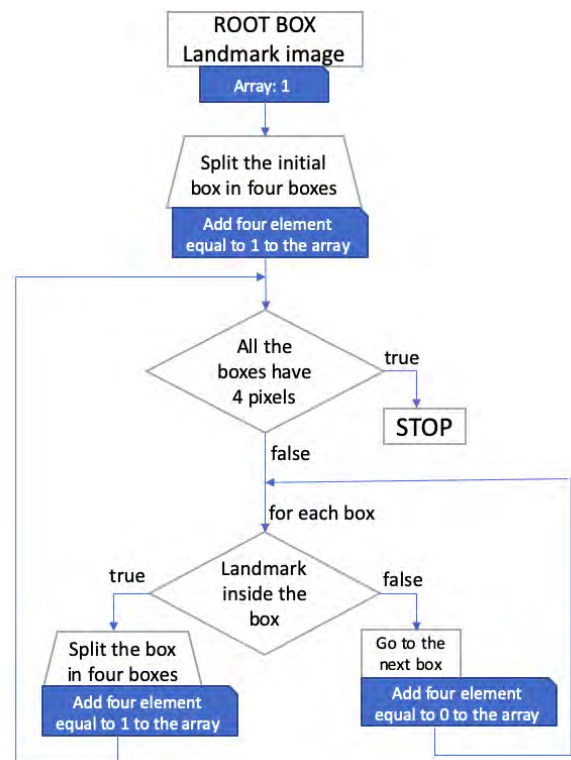 ROOT BOX
Landmark image
Array: 1
Split the initial
box in four boxes
Add four element
equal to 1 to the array
All the
boxes have
4 pixels
true
STOP
false
for each box
true
Landmark
inside the
box
false
Split the box
in four boxes
Add four element
equal to 1 to the array
Go to the
next box
Add four element
equal to 0 to the array